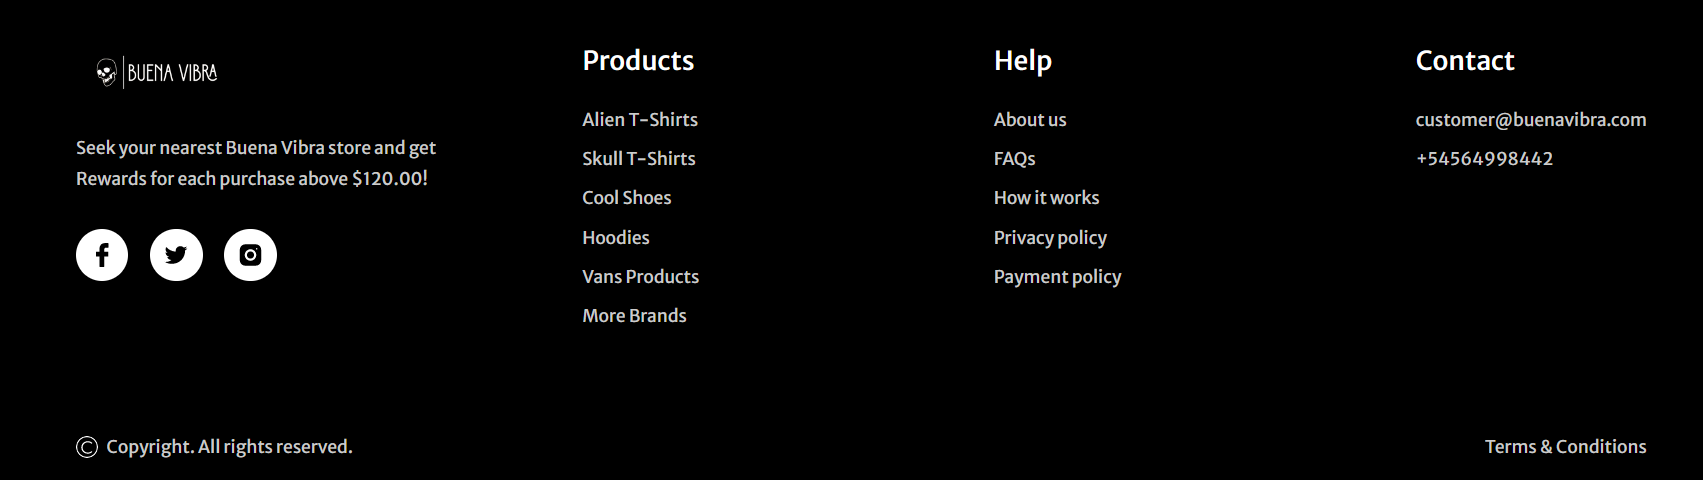 BUENA VIBRA
Seek your nearest Buena Vibra store and get
Rewards for each purchase above $120.00!
Products
Alien T-Shirts
Skull T-Shirts
Cool Shoes
Hoodies
Vans Products
More Brands
Help
About us
FAQs
How it works
Privacy policy
Payment policy
Contact
customer@buenavibra.com
+54564998442
© Copyright. All rights reserved.
Terms & Conditions